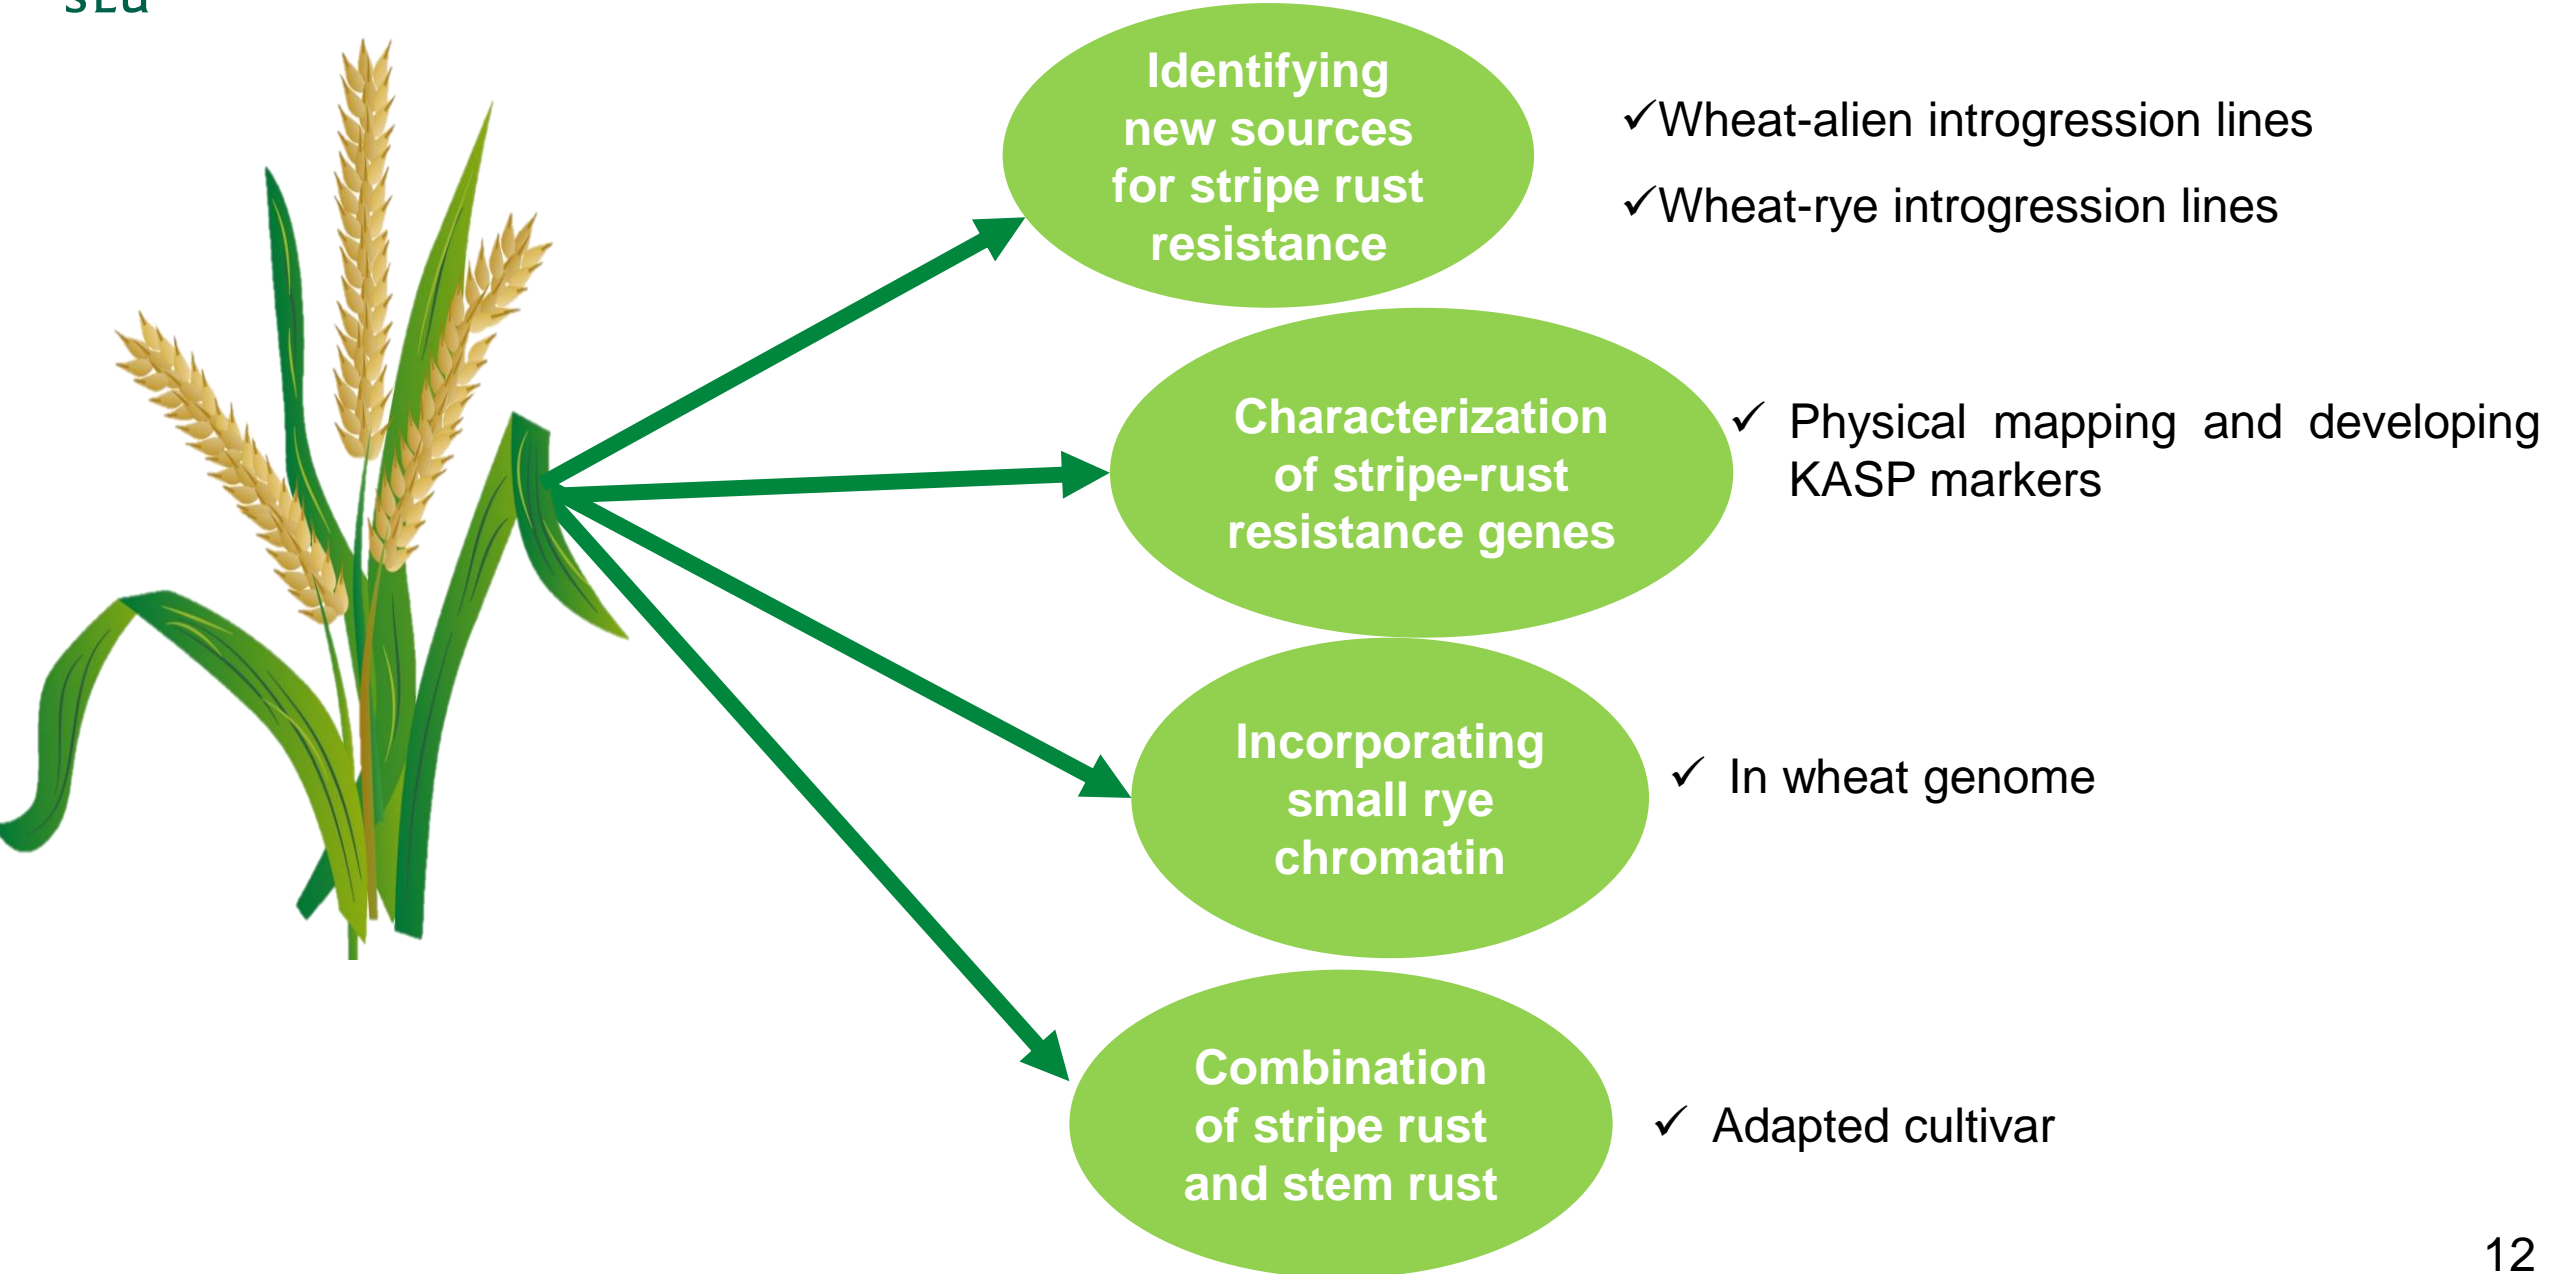 SLU
Identifying
new sources
for stripe rust
resistance
✓Wheat-alien introgression lines
✓Wheat-rye introgression lines
Characterization
of stripe-rust
resistance genes
✓ Physical mapping and developing
KASP markers
Incorporating
small rye
chromatin
✓ In wheat genome
Combination
of stripe rust
and stem rust
✓ Adapted cultivar
12